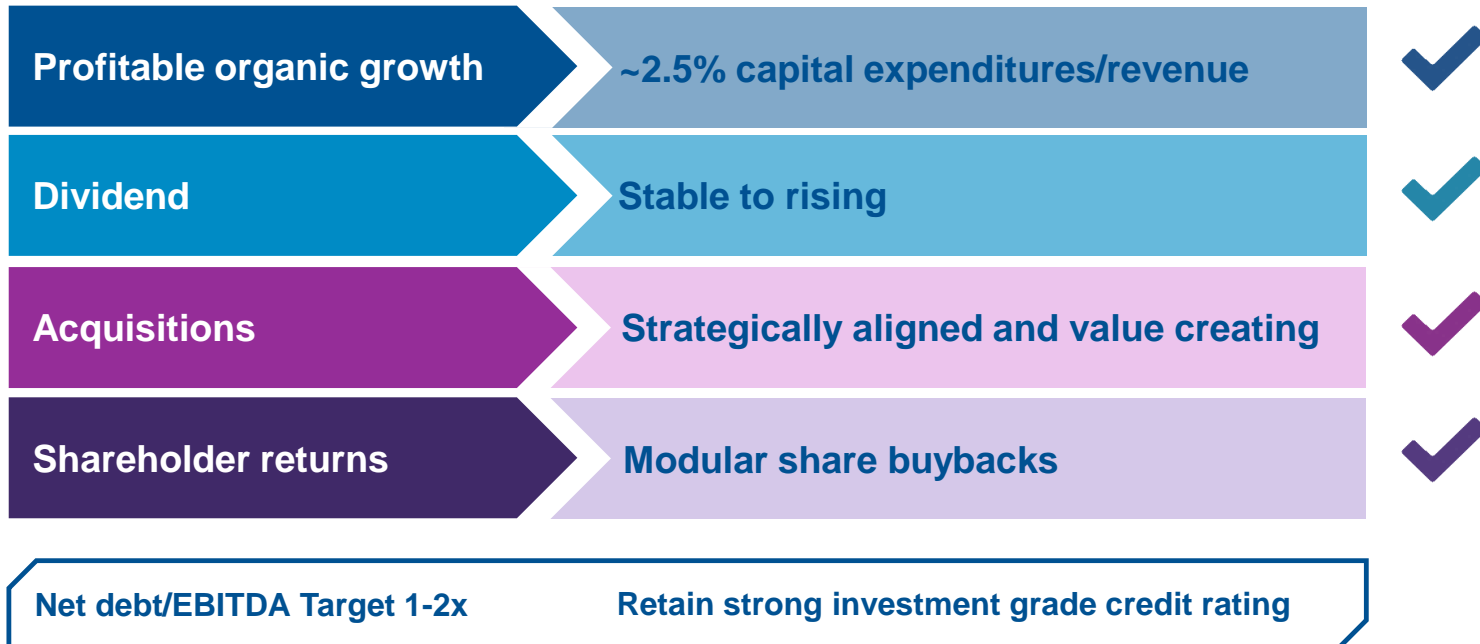 Profitable organic growth
~2.5% capital expenditures/revenue
Dividend
Stable to rising
Acquisitions
Strategically aligned and value creating
Shareholder returns
Modular share buybacks
Net debt/EBITDA Target 1-2x
Retain strong investment grade credit rating